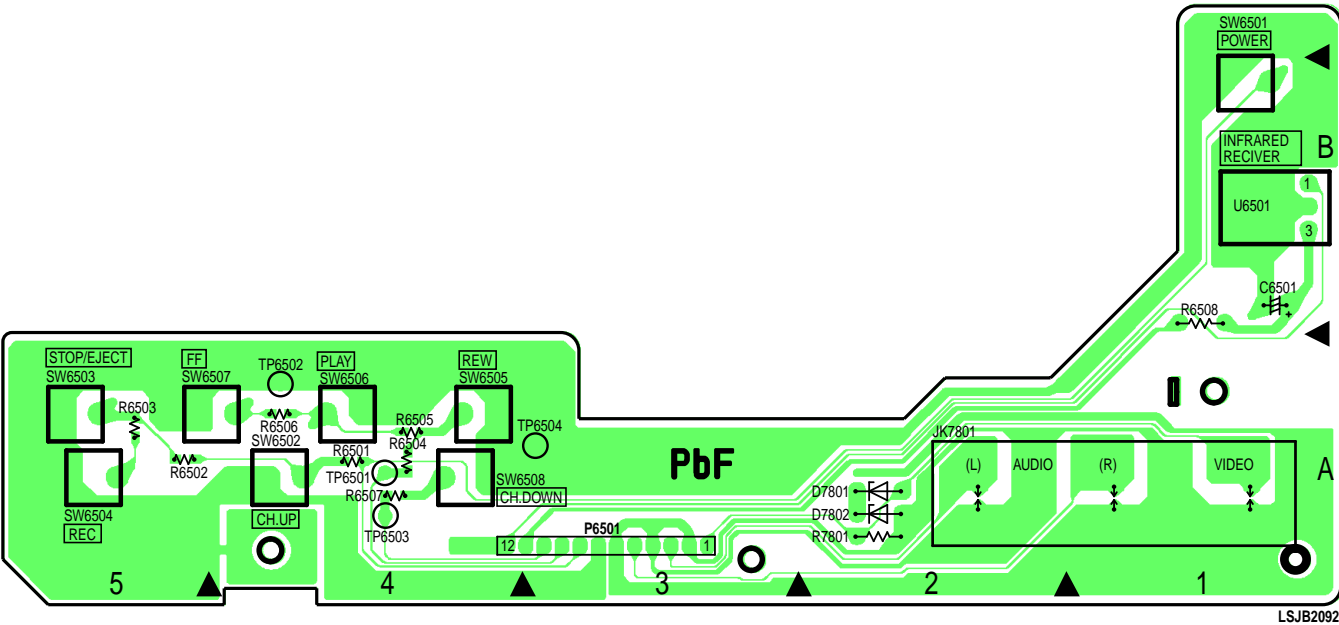 SW6501
POWER
INFRARED
RECIVER
B
1
U6501
3
C6501
+
R6508
STOP/EJECT
SW6503
FF
SW6507
TP6502
PLAY
SW6506
REW
SW6505
R6503
R6506
R6505
TP6504
SW6502
R6504
R6502
R6501
TP6501
R6507
SW6508
CH.DOWN
SW6504
REC
CH.UP
TP6503
PbF
JK7801
(L) AUDIO (R) VIDEO
A
D7801
D7802
R7801
P6501
12 1
5 4 3 2 1
LSJB2092